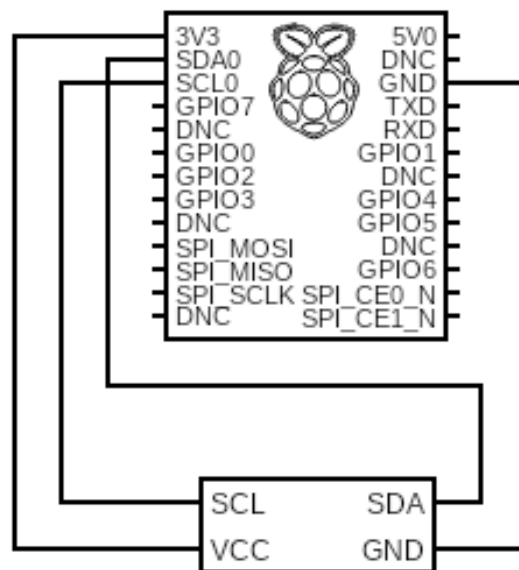 3V3 5V0
SDA0 DNC
SCL0 GND
GPIO7 TXD
DNC RXD
GPIO0 GPIO1
GPIO2 DNC
GPIO3 GPIO4
DNC GPIO5
SPI_MOSI DNC
SPI_MISO GPIO6
SPI_SCLK SPI_CE0_N
DNC SPI_CE1_N
SCL SDA
VCC GND